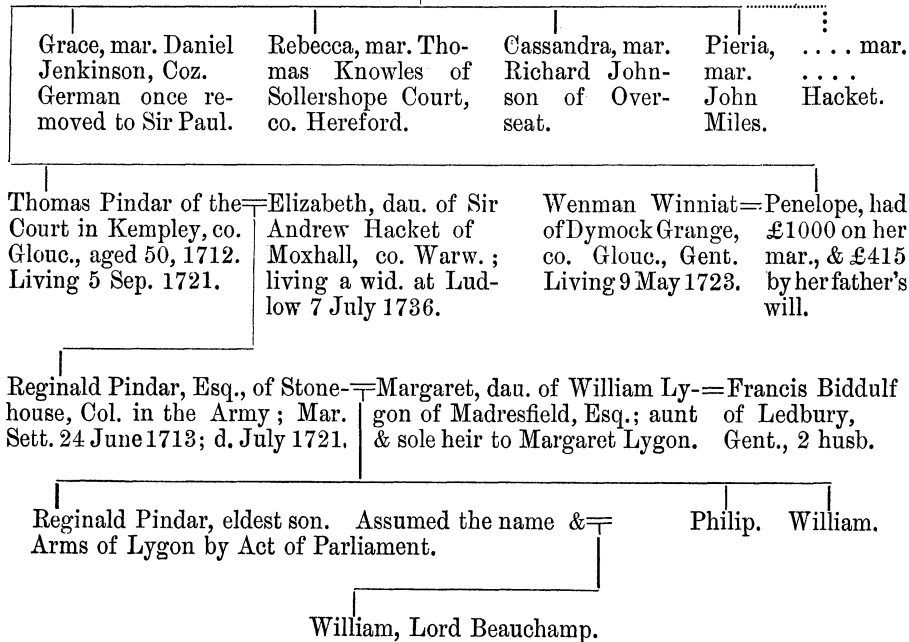 Grace, mar. Daniel
Jenkinson, Coz.
German once re-
moved to Sir Paul.
Rebecca, mar. Tho-
mas Knowles of
Sollershope Court,
co. Hereford.
Cassandra, mar.
Richard John-
son of Over-
seat.
Pieria,
mar.
John
Miles.
.... mar.
....
Hacket.
Thomas Pindar of the
Court in Kempley, co.
Glouc., aged 50, 1712.
Living 5 Sep. 1721.
Elizabeth, dau. of Sir
Andrew Hacket of
Moxhall, co. Warw.;
living a wid. at Lud-
low 7 July 1736.
Wenman Winniat
of Dymock Grange,
co. Glouc., Gent.
Living 9 May 1723.
Penelope, had
£1000 on her
mar., & £415
by her father's
will.
Reginald Pindar, Esq., of Stone-
house, Col. in the Army; Mar.
Sett. 24 June 1713; d. July 1721.
Margaret, dau. of William Ly-
gon of Madresfield, Esq.; aunt
& sole heir to Margaret Lygon.
Francis Biddulf
of Ledbury,
Gent., 2 husb.
Reginald Pindar, eldest son. Assumed the name &
Arms of Lygon by Act of Parliament.
Philip.
William.
William, Lord Beauchamp.